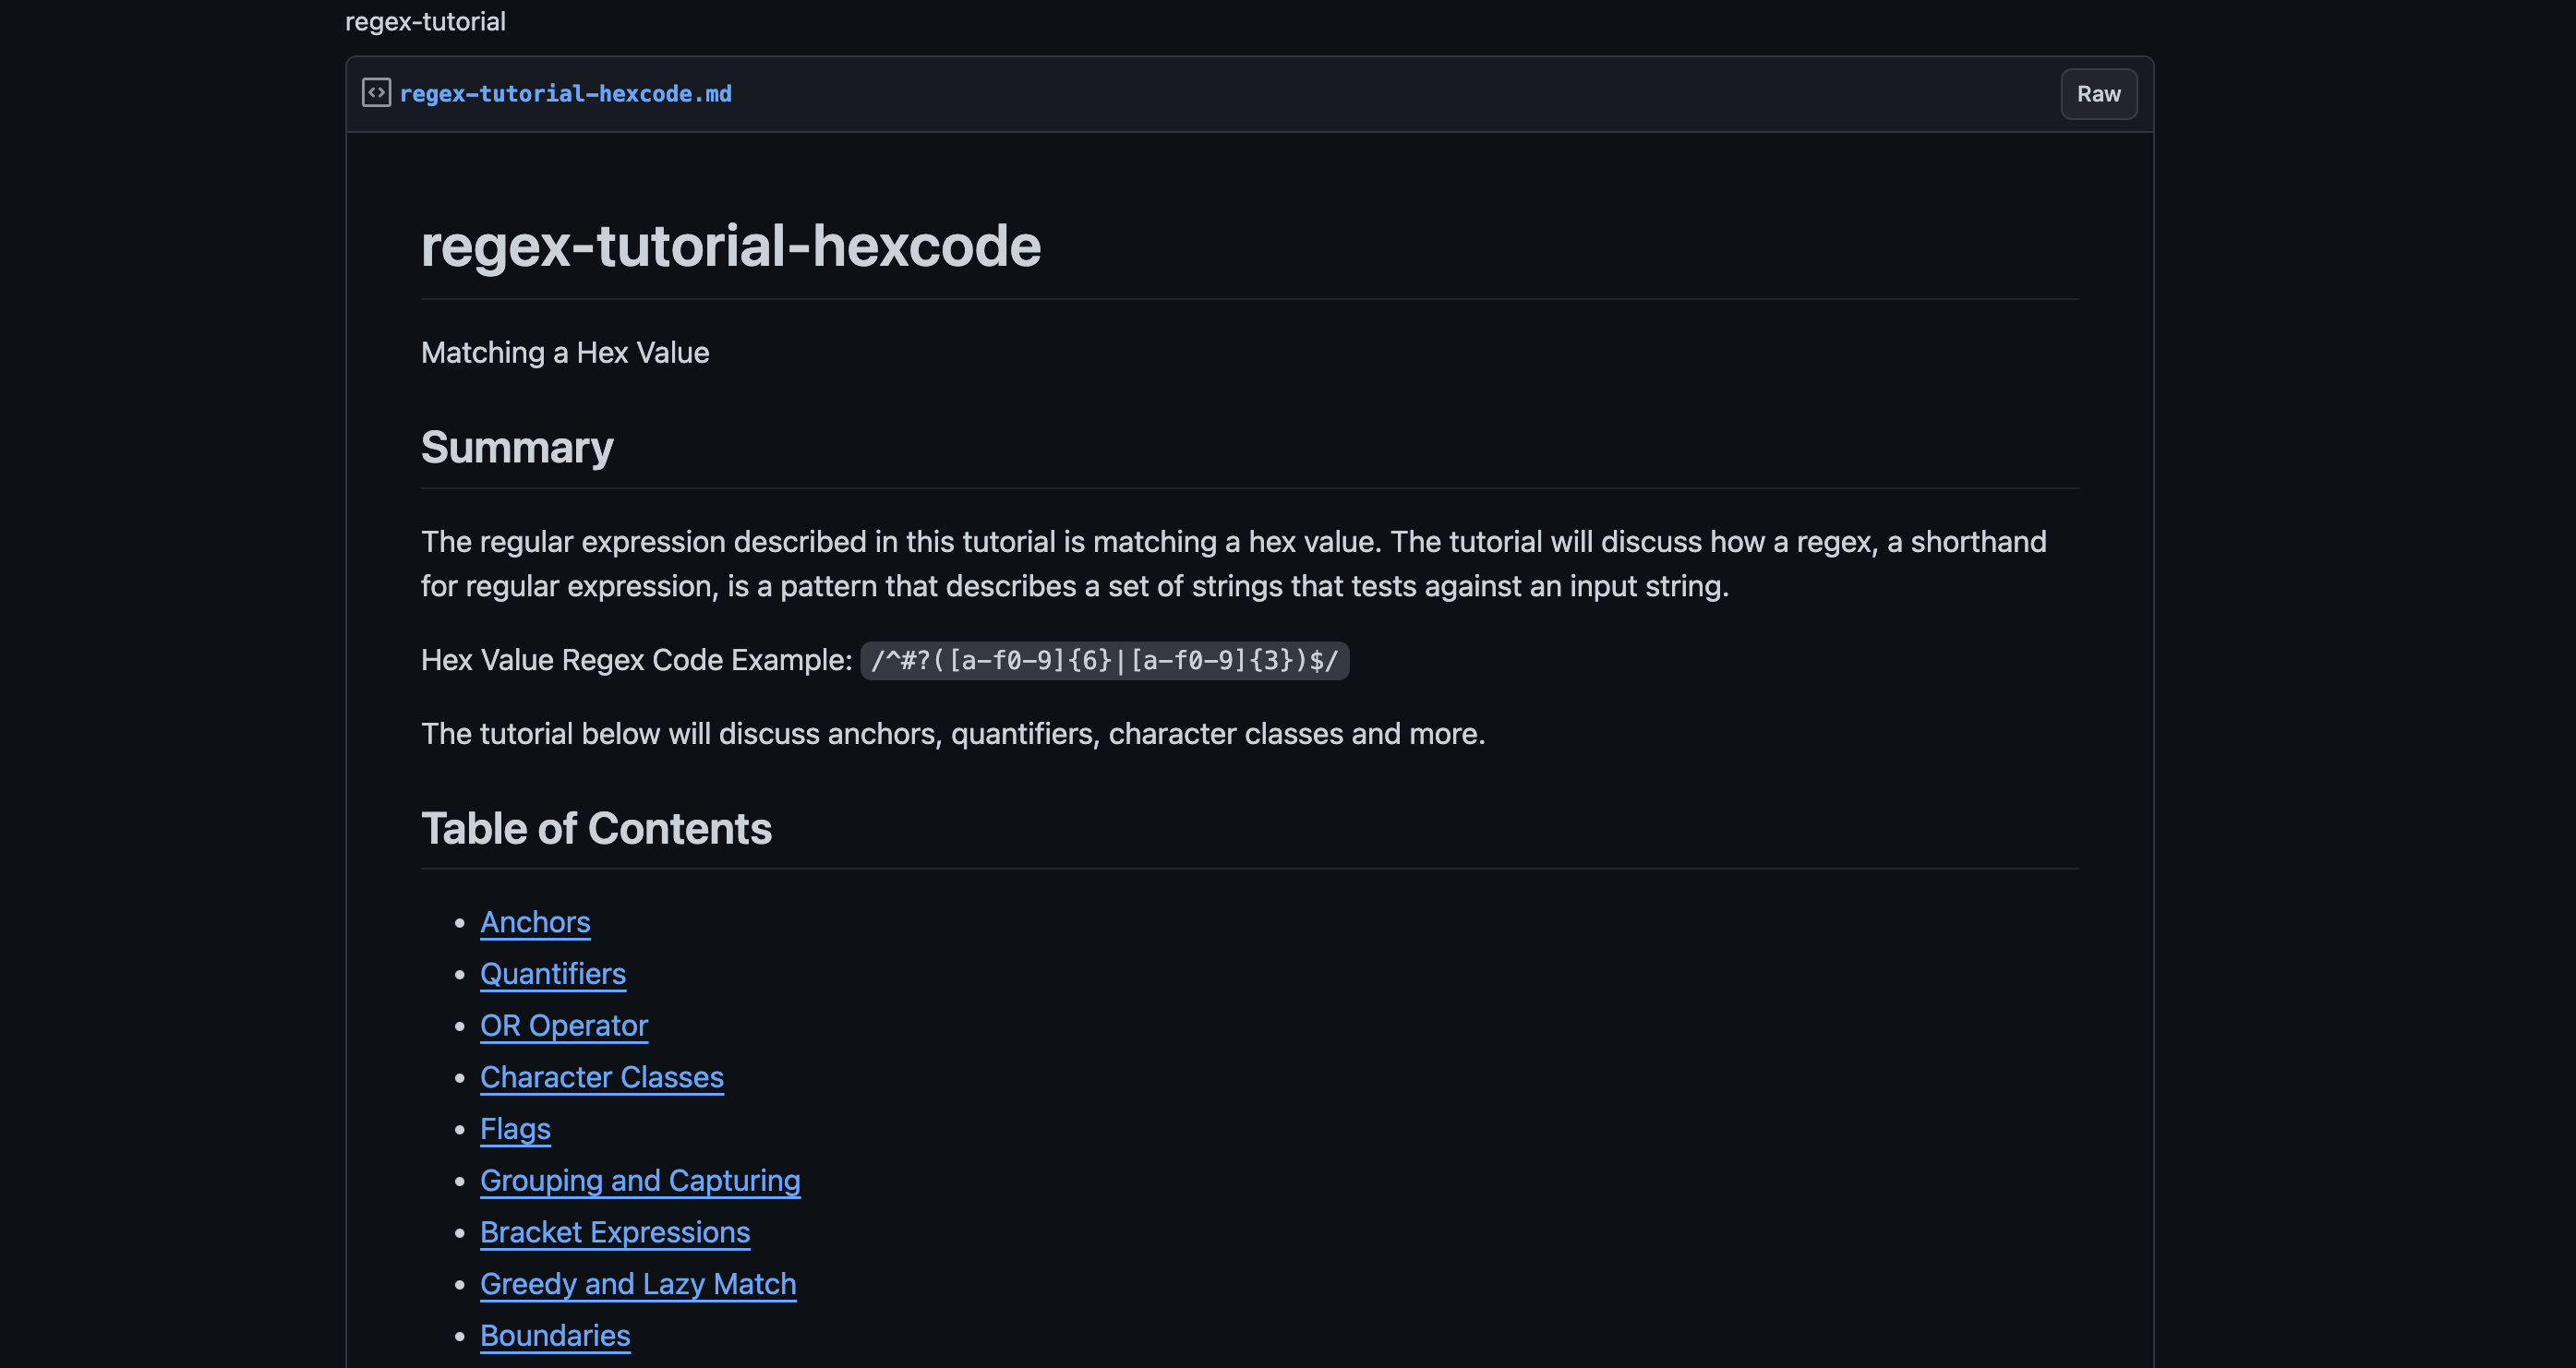 regex-tutorial
regex-tutorial-hexcode.md
Raw
regex-tutorial-hexcode
Matching a Hex Value
Summary
The regular expression described in this tutorial is matching a hex value. The tutorial will discuss how a regex, a shorthand
for regular expression, is a pattern that describes a set of strings that tests against an input string.
Hex Value Regex Code Example: /^#?([a-f0-9]{6}|[a-f0-9]{3})$/
The tutorial below will discuss anchors, quantifiers, character classes and more.
Table of Contents
• Anchors
• Quantifiers
• OR Operator
• Character Classes
• Flags
• Grouping and Capturing
• Bracket Expressions
• Greedy and Lazy Match
• Boundaries